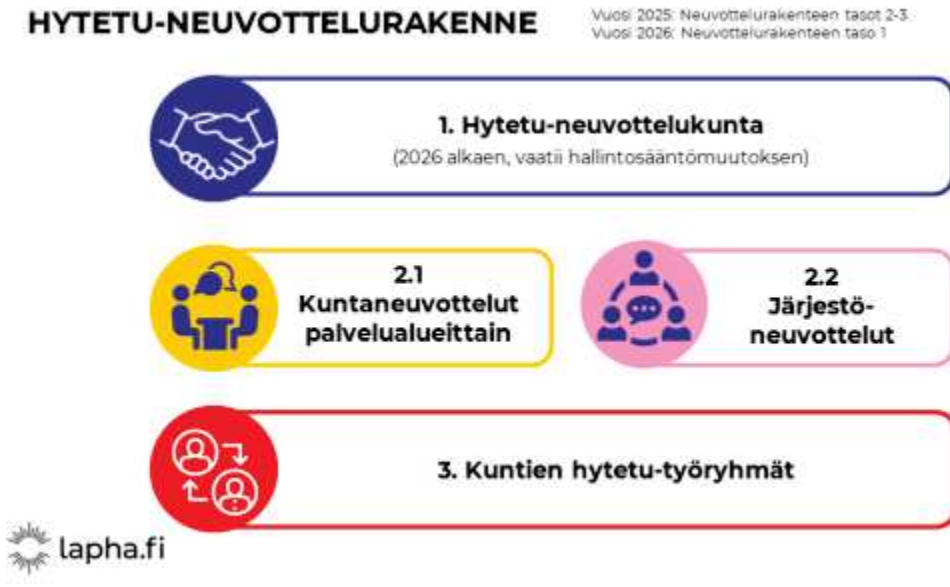 HYTETU-NEUVOTTELURAKENNE
Vuosi 2025: Neuvottelurakenteen tasot 2-3
Vuosi 2026: Neuvottelurakenteen taso 1
1. Hytetu-neuvottelukunta
(2026 alkaen, vaatii hallintosääntömuutoksen)
2.1
Kuntaneuvottelut
palvelualueittain
2.2
Järjestö-
neuvottelut
3. Kuntien hytetu-työryhmät
lapha.fi